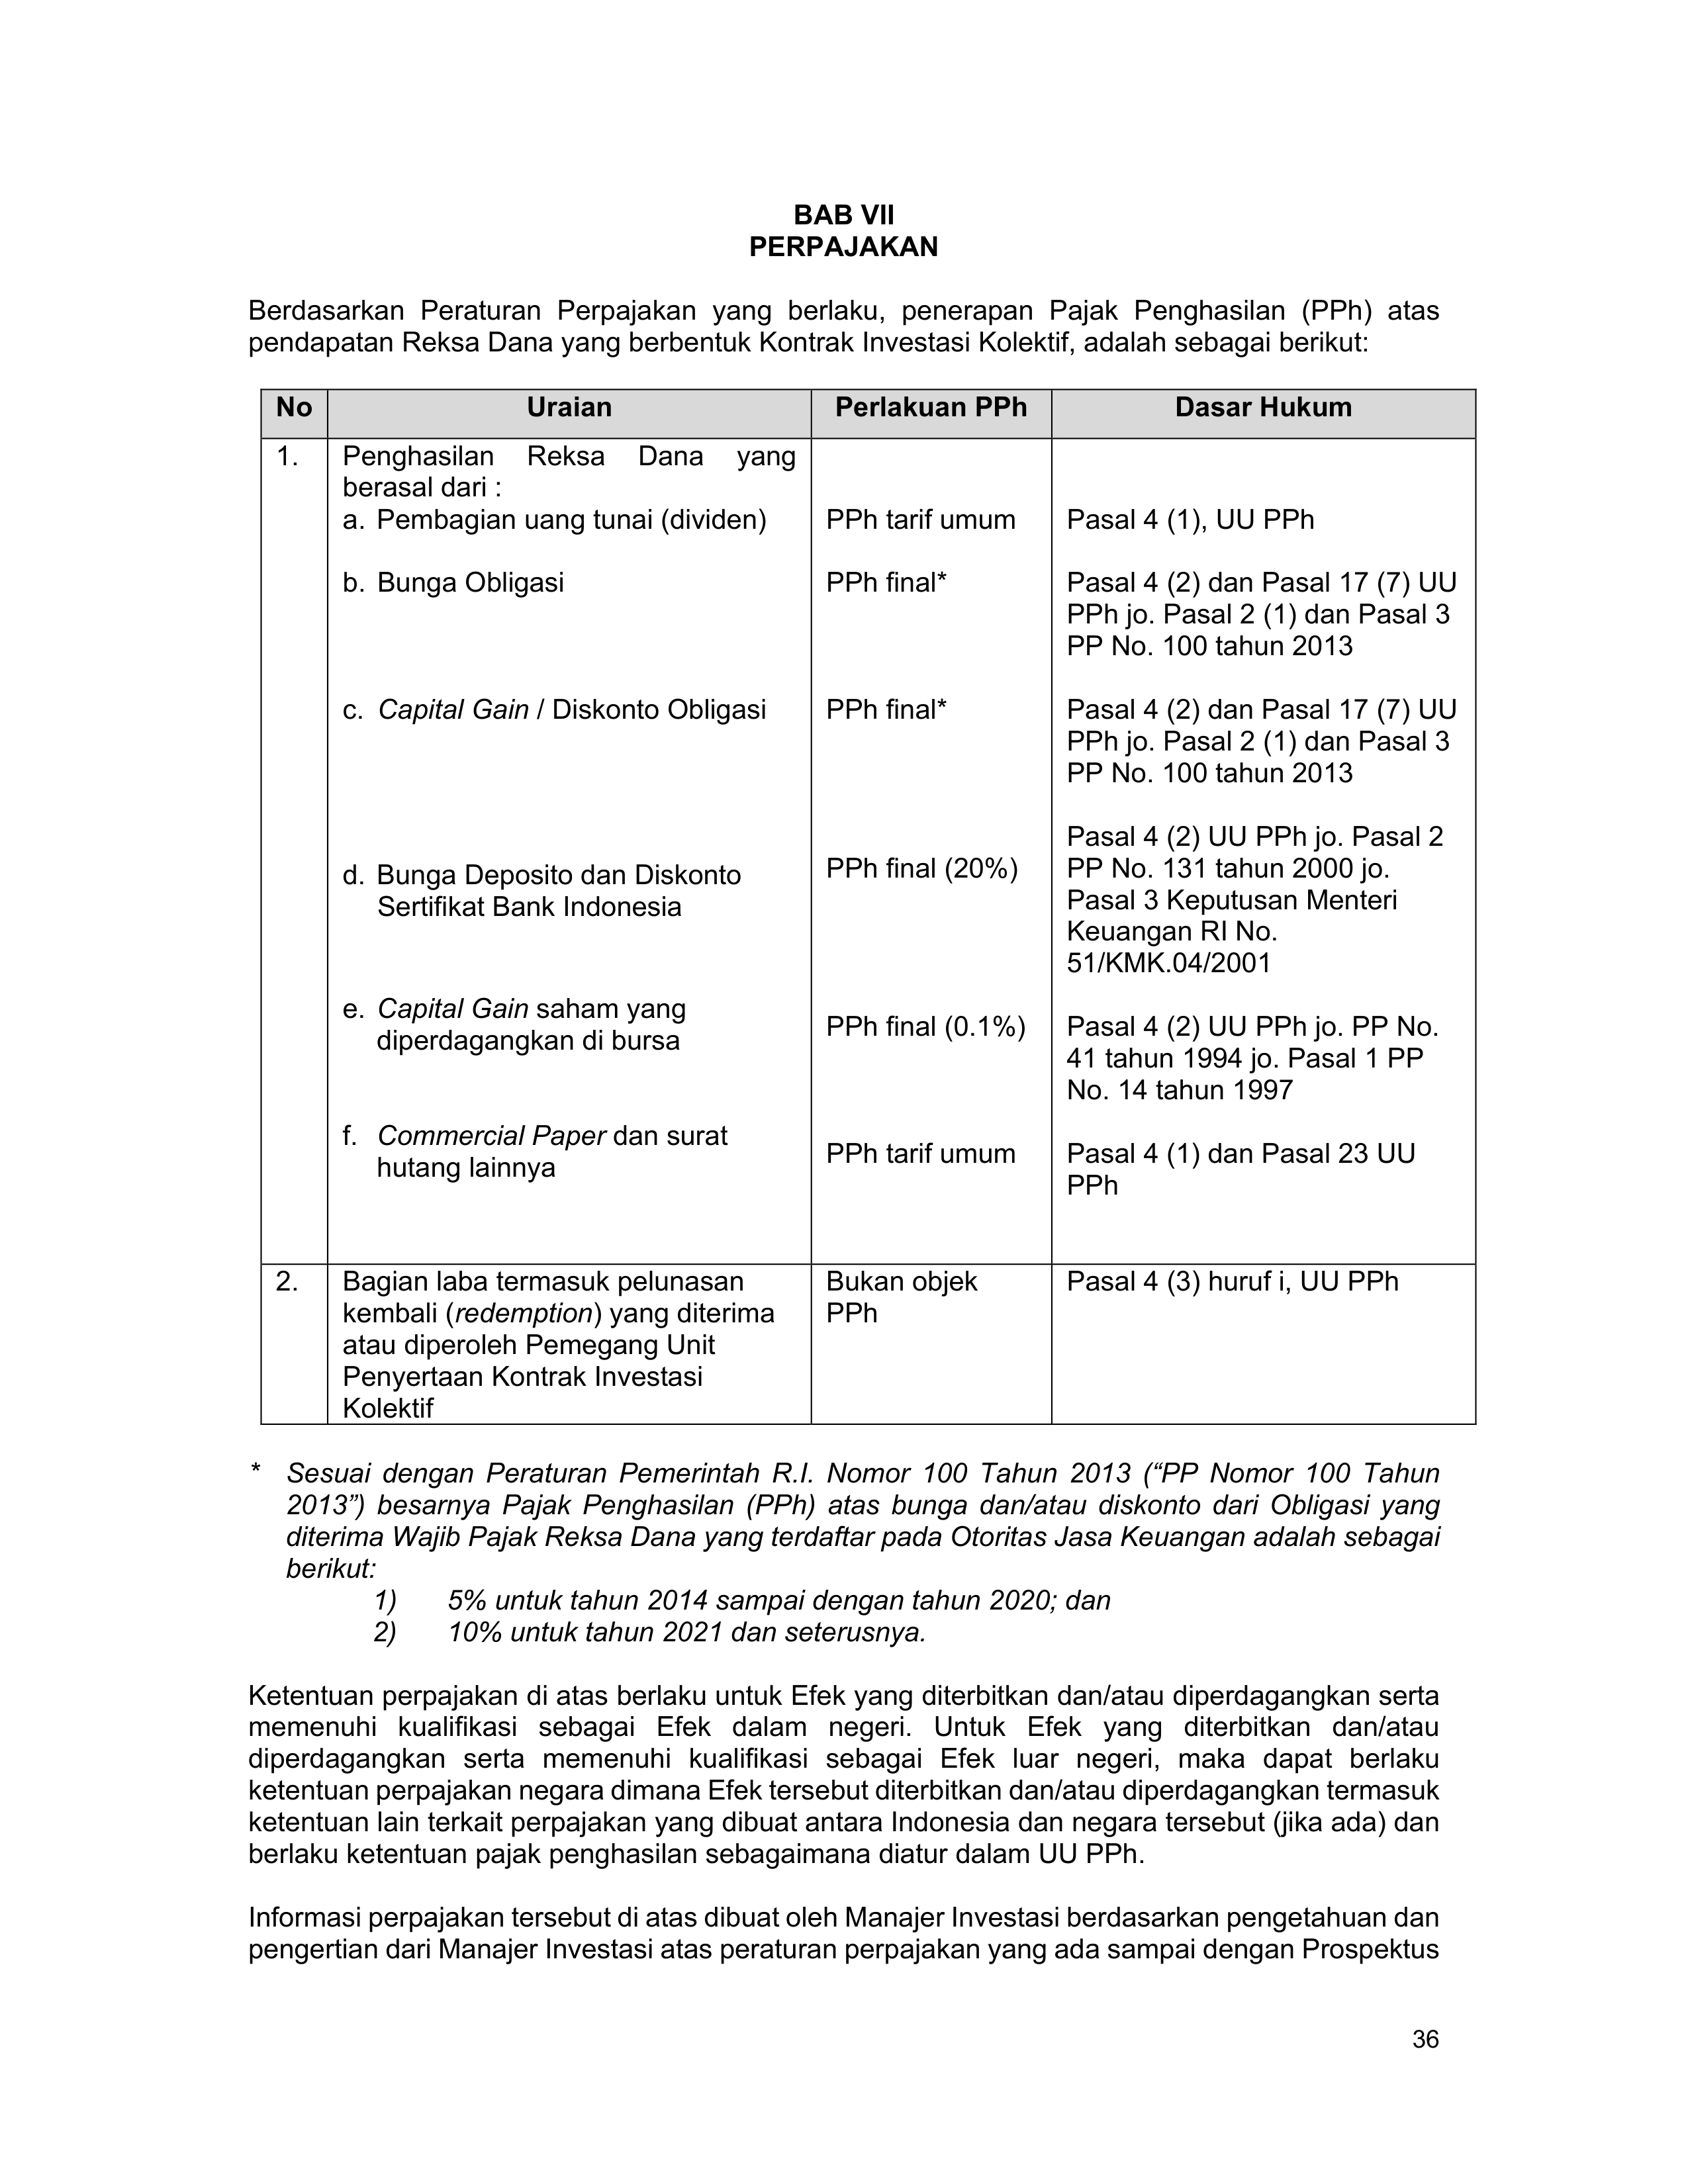 BAB VII
PERPAJAKAN
Berdasarkan Peraturan Perpajakan yang berlaku, penerapan Pajak Penghasilan (PPh) atas
pendapatan Reksa Dana yang berbentuk Kontrak Investasi Kolektif, adalah sebagai berikut:
No Uraian Perlakuan PPh Dasar Hukum
1. Penghasilan Reksa Dana yang
berasal dari :
a. Pembagian uang tunai (dividen) PPh tarif umum Pasal 4 (1), UU PPh
b. Bunga Obligasi PPh final* Pasal 4 (2) dan Pasal 17 (7) UU
PPh jo. Pasal 2 (1) dan Pasal 3
PP No. 100 tahun 2013
c. Capital Gain / Diskonto Obligasi PPh final* Pasal 4 (2) dan Pasal 17 (7) UU
PPh jo. Pasal 2 (1) dan Pasal 3
PP No. 100 tahun 2013
d. Bunga Deposito dan Diskonto
Sertifikat Bank Indonesia
PPh final (20%)
Pasal 4 (2) UU PPh jo. Pasal 2
PP No. 131 tahun 2000 jo.
Pasal 3 Keputusan Menteri
Keuangan RI No.
51/KMK.04/2001
e. Capital Gain saham yang
diperdagangkan di bursa
PPh final (0.1%)
Pasal 4 (2) UU PPh jo. PP No.
41 tahun 1994 jo. Pasal 1 PP
No. 14 tahun 1997
f. Commercial Paper dan surat
hutang lainnya
PPh tarif umum
Pasal 4 (1) dan Pasal 23 UU
PPh
2. Bagian laba termasuk pelunasan
kembali (redemption) yang diterima
atau diperoleh Pemegang Unit
Penyertaan Kontrak Investasi
Kolektif
Bukan objek
PPh
Pasal 4 (3) huruf i, UU PPh
* Sesuai dengan Peraturan Pemerintah R.I. Nomor 100 Tahun 2013 (“PP Nomor 100 Tahun
2013”) besarnya Pajak Penghasilan (PPh) atas bunga dan/atau diskonto dari Obligasi yang
diterima Wajib Pajak Reksa Dana yang terdaftar pada Otoritas Jasa Keuangan adalah sebagai
berikut:
1) 5% untuk tahun 2014 sampai dengan tahun 2020; dan
2) 10% untuk tahun 2021 dan seterusnya.
Ketentuan perpajakan di atas berlaku untuk Efek yang diterbitkan dan/atau diperdagangkan serta
memenuhi kualifikasi sebagai Efek dalam negeri. Untuk Efek yang diterbitkan dan/atau
diperdagangkan serta memenuhi kualifikasi sebagai Efek luar negeri, maka dapat berlaku
ketentuan perpajakan negara dimana Efek tersebut diterbitkan dan/atau diperdagangkan termasuk
ketentuan lain terkait perpajakan yang dibuat antara Indonesia dan negara tersebut (jika ada) dan
berlaku ketentuan pajak penghasilan sebagaimana diatur dalam UU PPh.
Informasi perpajakan tersebut di atas dibuat oleh Manajer Investasi berdasarkan pengetahuan dan
pengertian dari Manajer Investasi atas peraturan perpajakan yang ada sampai dengan Prospektus
36